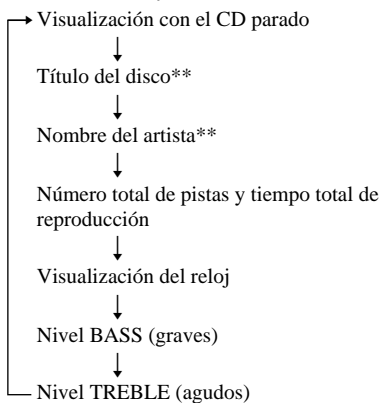 Visualización con el CD parado
Título del disco**
Nombre del artista**
Número total de pistas y tiempo total de
reproducción
Visualización del reloj
Nivel BASS (graves)
Nivel TREBLE (agudos)